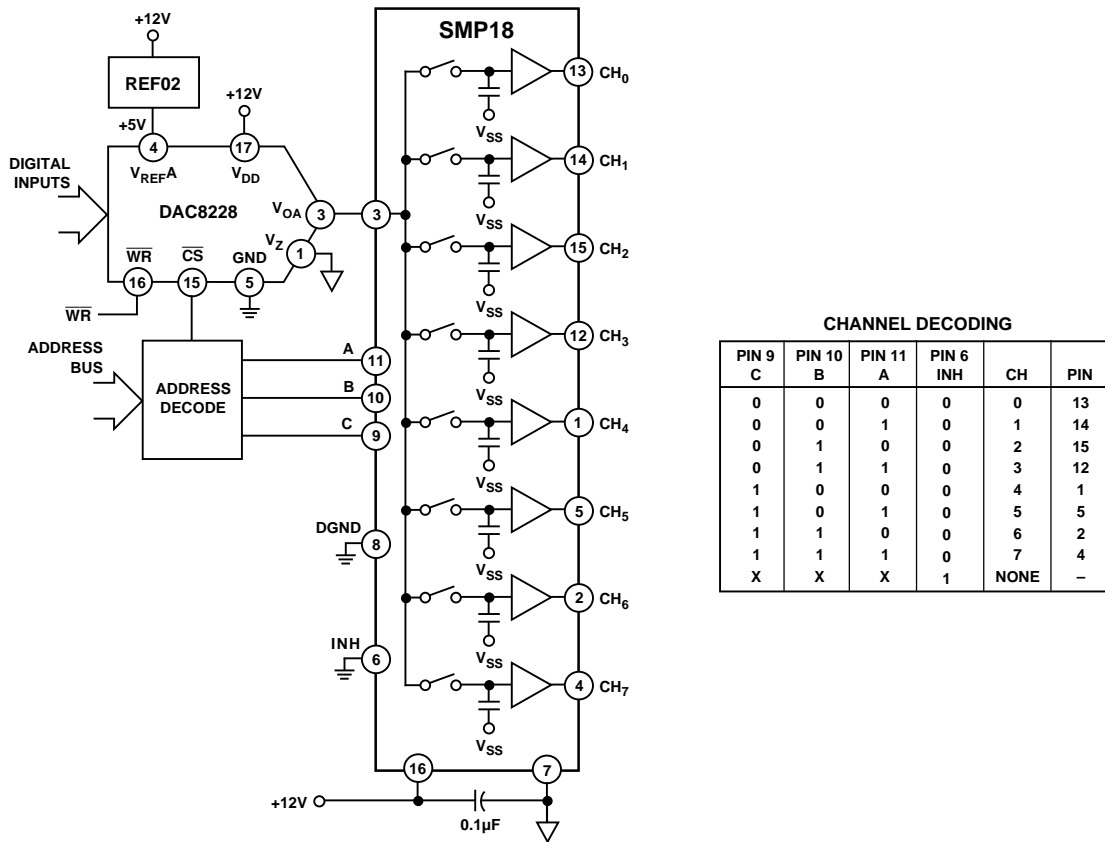 +12V
REF02
+5V
4
VREFA
+12V
17
VDD
DIGITAL
INPUTS
DAC8228
VOA
3
VZ
1
WR
16
CS
15
GND
5
WR
ADDRESS
BUS
ADDRESS
DECODE
A
11
B
10
C
9
DGND
8
INH
6
SMP18
3
13 CH0
VSS
14 CH1
VSS
15 CH2
VSS
12 CH3
VSS
1 CH4
VSS
5 CH5
VSS
2 CH6
VSS
4 CH7
VSS
16
7
+12V
0.1µF
CHANNEL DECODING
PIN 9 PIN 10 PIN 11 PIN 6
C B A INH CH PIN
0 0 0 0 0 13
0 0 1 0 1 14
0 1 0 0 2 15
0 1 1 0 3 12
1 0 0 0 4 1
1 0 1 0 5 5
1 1 0 0 6 2
1 1 1 0 7 4
X X X 1 NONE –